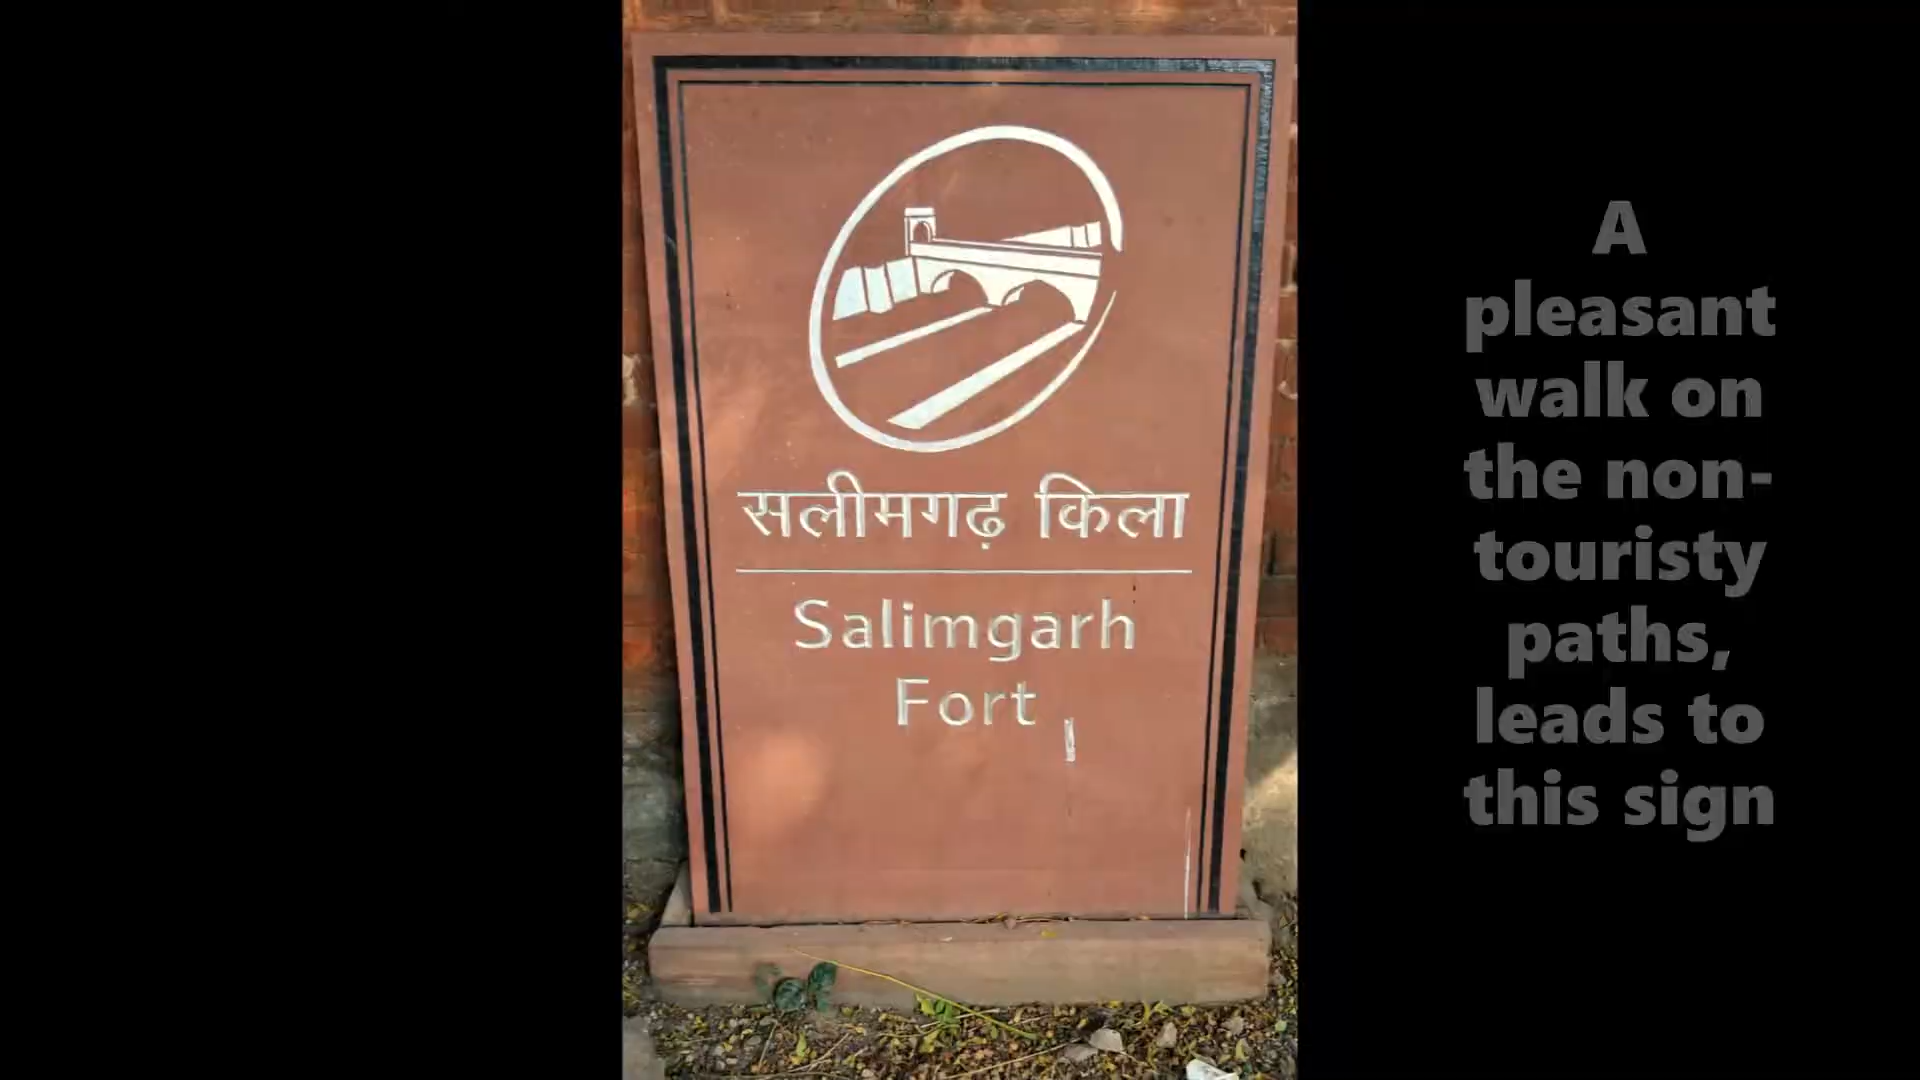 सलीमगढ़ किला
Salimgarh
Fort
A
pleasant
walk on
the non-
touristy
paths,
leads to
this sign